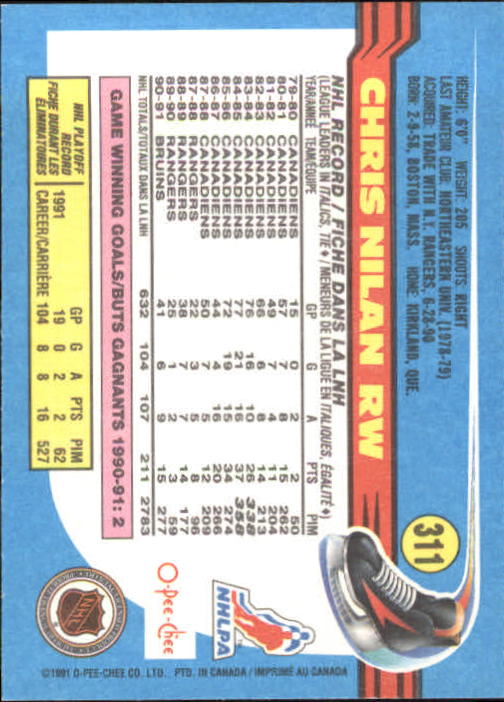 311
CHRIS NILAN RW
HEIGHT: 6'0" WEIGHT: 205 SHOOTS: RIGHT
LAST AMATEUR CLUB: NORTHEASTERN UNIV. (1978-79)
ACQUIRED: TRADE WITH N.Y. RANGERS, 6-28-90
BORN: 2-9-58, BOSTON, MASS. HOME: KIRKLAND, QUE.
NHL RECORD / FICHE DANS LA LNH
(LEAGUE LEADERS IN ITALICS, TIE ♦ / MENEURS DE LA LIGUE EN ITALIQUES, ÉGALITÉ ♦)
YEAR/ANNÉE TEAM/ÉQUIPE GP G A PTS PIM
79-80 CANADIENS 15 0 2 2 50
80-81 CANADIENS 57 7 8 15 262
81-82 CANADIENS 49 7 4 11 204
82-83 CANADIENS 66 6 8 14 213
83-84 CANADIENS 76 16 10 26 338
84-85 CANADIENS 77 21 16 37 358
85-86 CANADIENS 72 19 15 34 274
86-87 CANADIENS 44 4 16 20 266
87-88 CANADIENS 50 7 5 12 209
87-88 RANGERS 22 3 5 8 96
88-89 RANGERS 38 7 7 14 177
89-90 RANGERS 25 1 2 3 59
90-91 BRUINS 41 6 9 15 277
NHL TOTALS/TOTAUX DANS LA LNH 632 104 107 211 2783
GAME WINNING GOALS/BUTS GAGNANTS 1990-91: 2
NHL PLAYOFF RECORD
FICHE DURANT LES ÉLIMINATOIRES
GP G A PTS PIM
1991 19 0 2 2 62
CAREER/CARRIÈRE 104 8 8 16 527
NHLPA
O-Pee-Chee
NHL
©1991 O-PEE-CHEE CO. LTD. PTD. IN CANADA / IMPRIMÉ AU CANADA